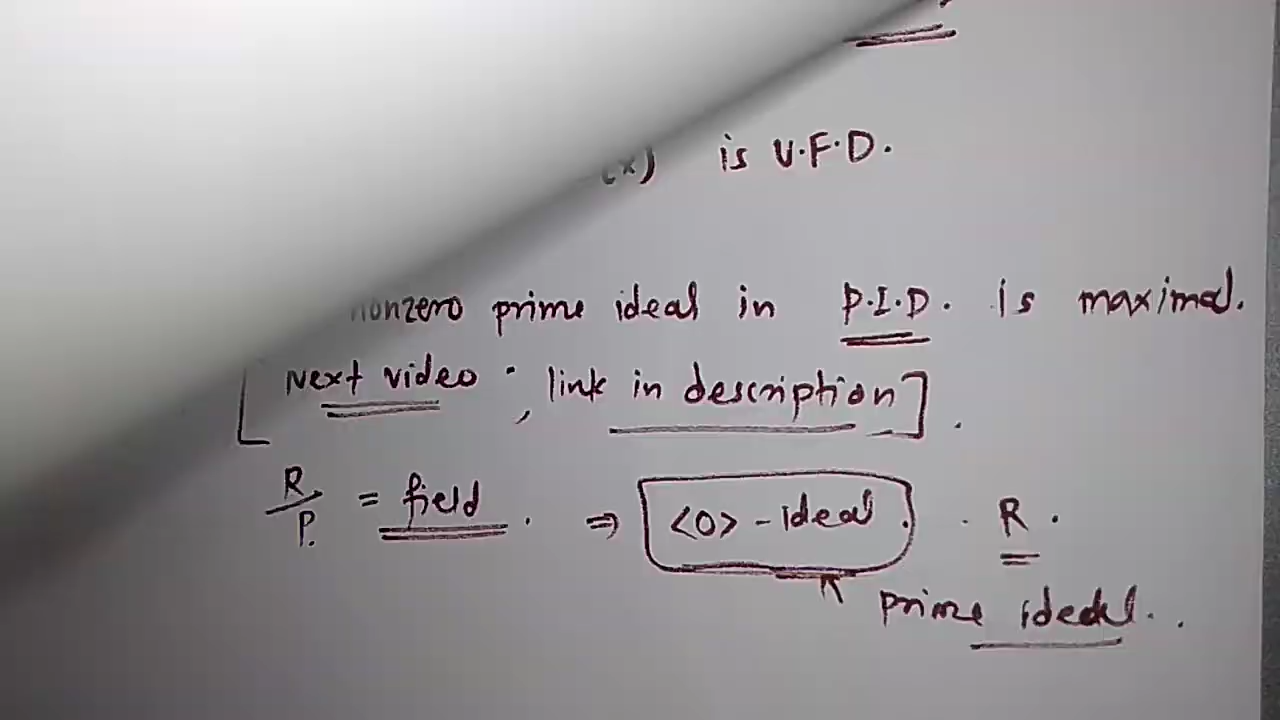 (x) is U.F.D.
nonzero prime ideal in P.I.D. is maximal.
[Next video ; link in description].
R/P. = field. ⇒ <0> - ideal. R.
prime ideal..